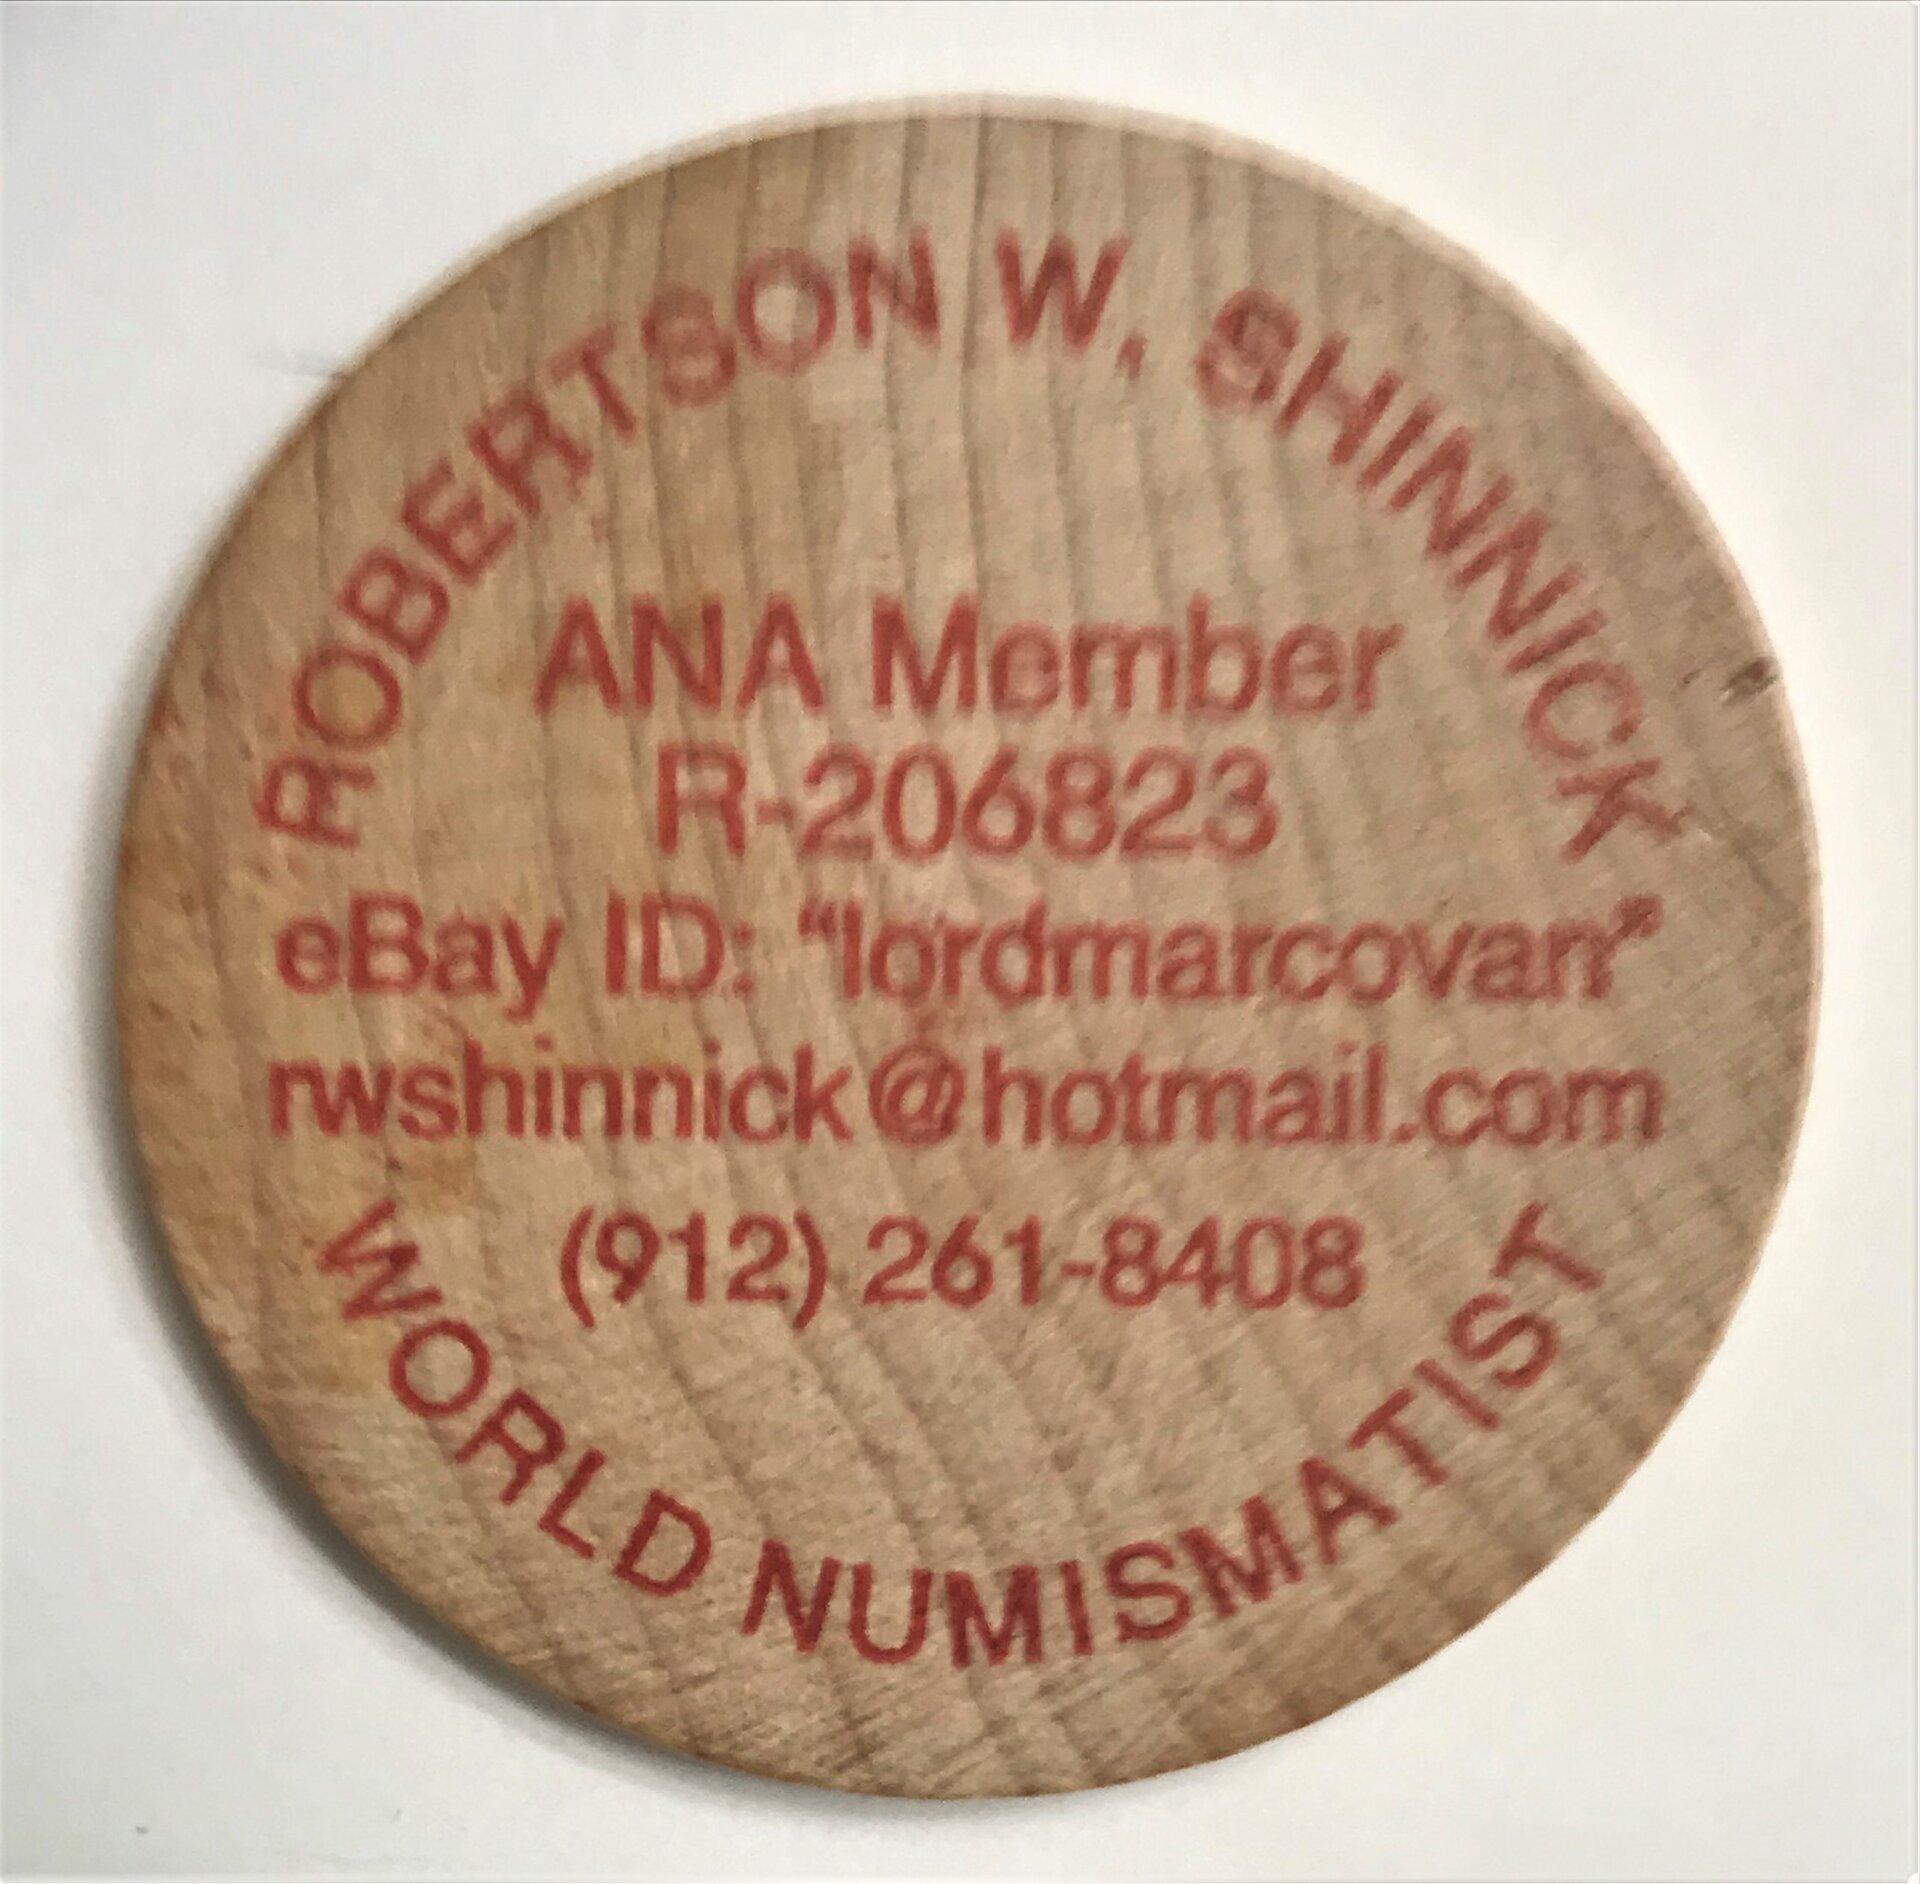 ROBERTSON W. SHINNICK
ANA Member
R-206823
eBay ID: "lordmarcovan"
rwshinnick@hotmail.com
(912) 261-8408
WORLD NUMISMATIST